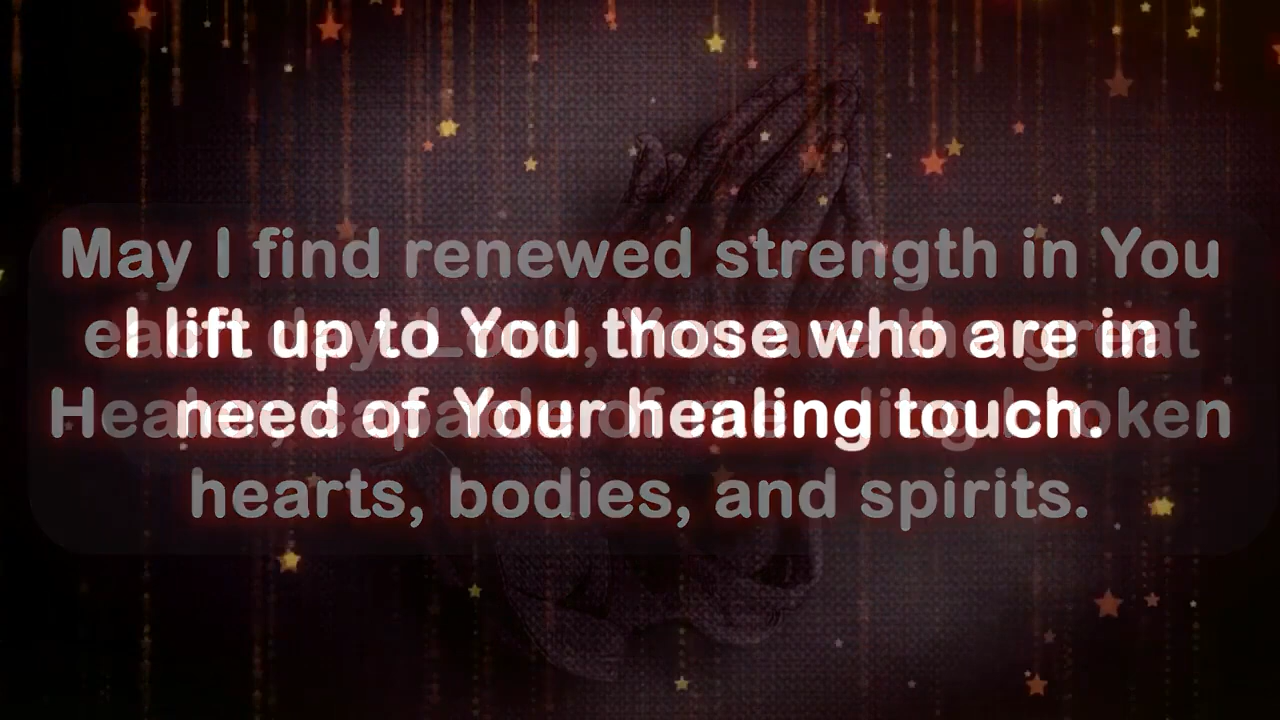 May I find renewed strength in You
I lift up to You those who are in
need of Your healing touch.
hearts, bodies, and spirits.